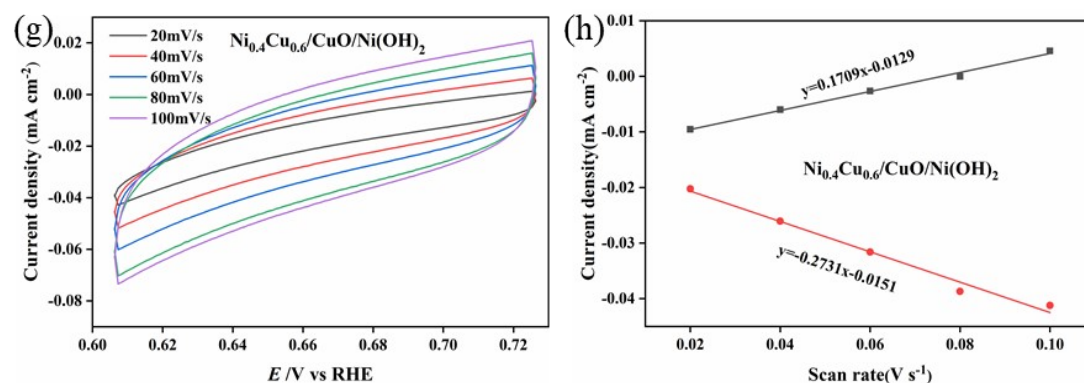 (g)
Ni0.4Cu0.6/CuO/Ni(OH)2
20mV/s
40mV/s
60mV/s
80mV/s
100mV/s
Current density (mA cm-2)
0.02
0.00
-0.02
-0.04
-0.06
-0.08
0.60 0.62 0.64 0.66 0.68 0.70 0.72
E /V vs RHE
(h)
Current density(mA cm-2)
0.01
0.00
-0.01
-0.02
-0.03
-0.04
y=0.1709x-0.0129
Ni0.4Cu0.6/CuO/Ni(OH)2
y=-0.2731x-0.0151
0.02 0.04 0.06 0.08 0.10
Scan rate(V s-1)